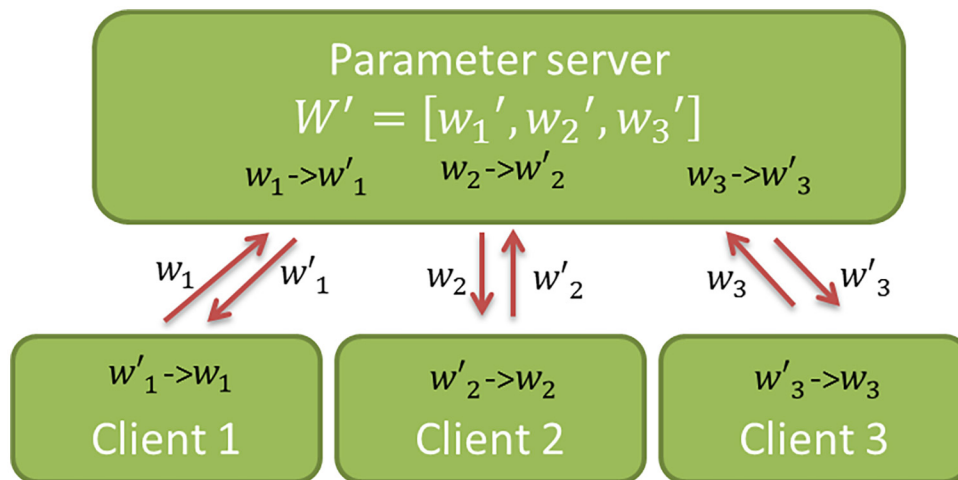 Parameter server
W′ = [w₁′, w₂′, w₃′]
w₁->w′₁ w₂->w′₂ w₃->w′₃
w₁ w′₁ w₂ w′₂ w₃ w′₃
w′₁->w₁ w′₂->w₂ w′₃->w₃
Client 1 Client 2 Client 3